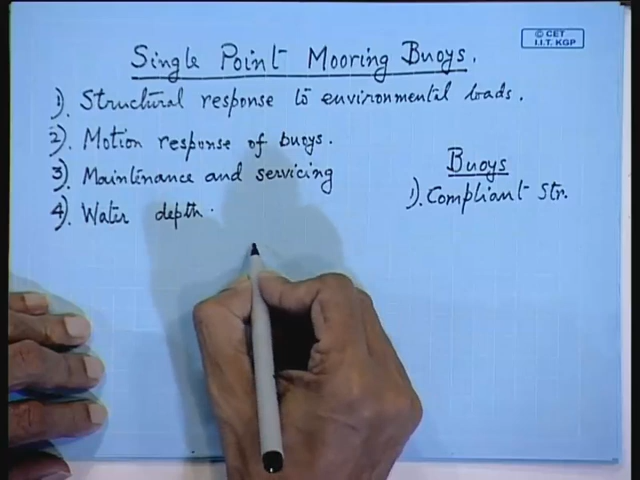 © CET
I.I.T. KGP
Single Point Mooring Buoys.
1). Structural response to environmental loads.
2). Motion response of buoys.
3). Maintenance and servicing
4). Water depth.
Buoys
1). Compliant Str.